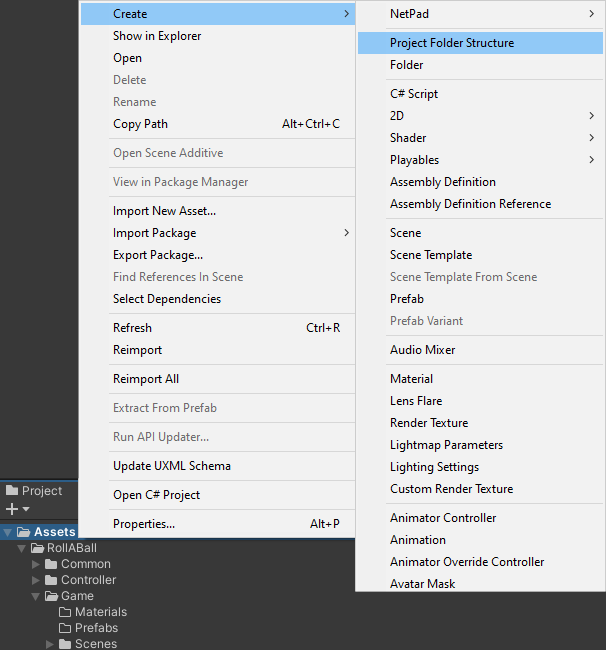 Create
Show in Explorer
Open
Delete
Rename
Copy Path Alt+Ctrl+C
Open Scene Additive
View in Package Manager
Import New Asset...
Import Package
Export Package...
Find References In Scene
Select Dependencies
Refresh Ctrl+R
Reimport
Reimport All
Extract From Prefab
Run API Updater...
Update UXML Schema
Open C# Project
Properties... Alt+P
NetPad
Project Folder Structure
Folder
C# Script
2D
Shader
Playables
Assembly Definition
Assembly Definition Reference
Scene
Scene Template
Scene Template From Scene
Prefab
Prefab Variant
Audio Mixer
Material
Lens Flare
Render Texture
Lightmap Parameters
Lighting Settings
Custom Render Texture
Animator Controller
Animation
Animator Override Controller
Avatar Mask
Project
Assets
RollABall
Common
Controller
Game
Materials
Prefabs
Scenes